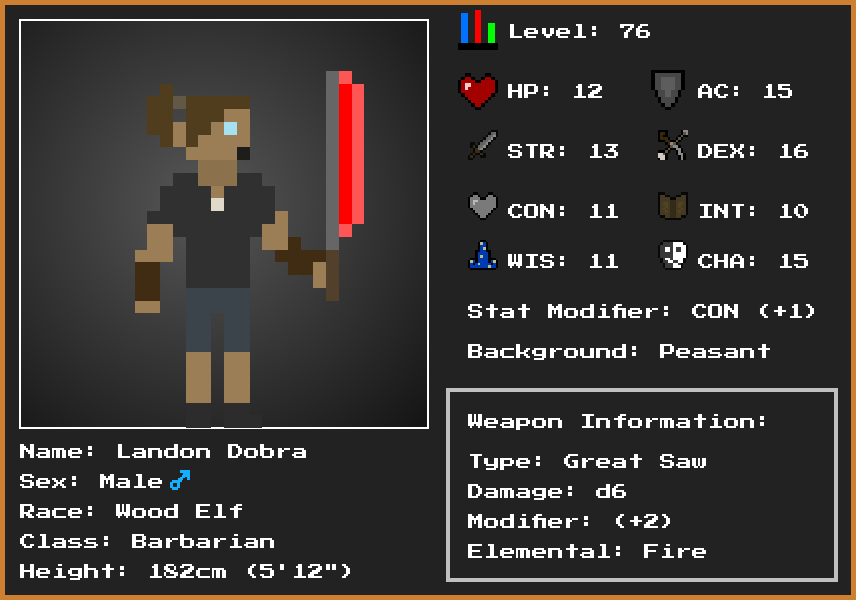 Level: 76
HP: 12
AC: 15
STR: 13
DEX: 16
CON: 11
INT: 10
WIS: 11
CHA: 15
Stat Modifier: CON (+1)
Background: Peasant
Weapon Information:
Type: Great Saw
Damage: d6
Modifier: (+2)
Elemental: Fire
Name: Landon Dobra
Sex: Male ♂
Race: Wood Elf
Class: Barbarian
Height: 182cm (5'12")